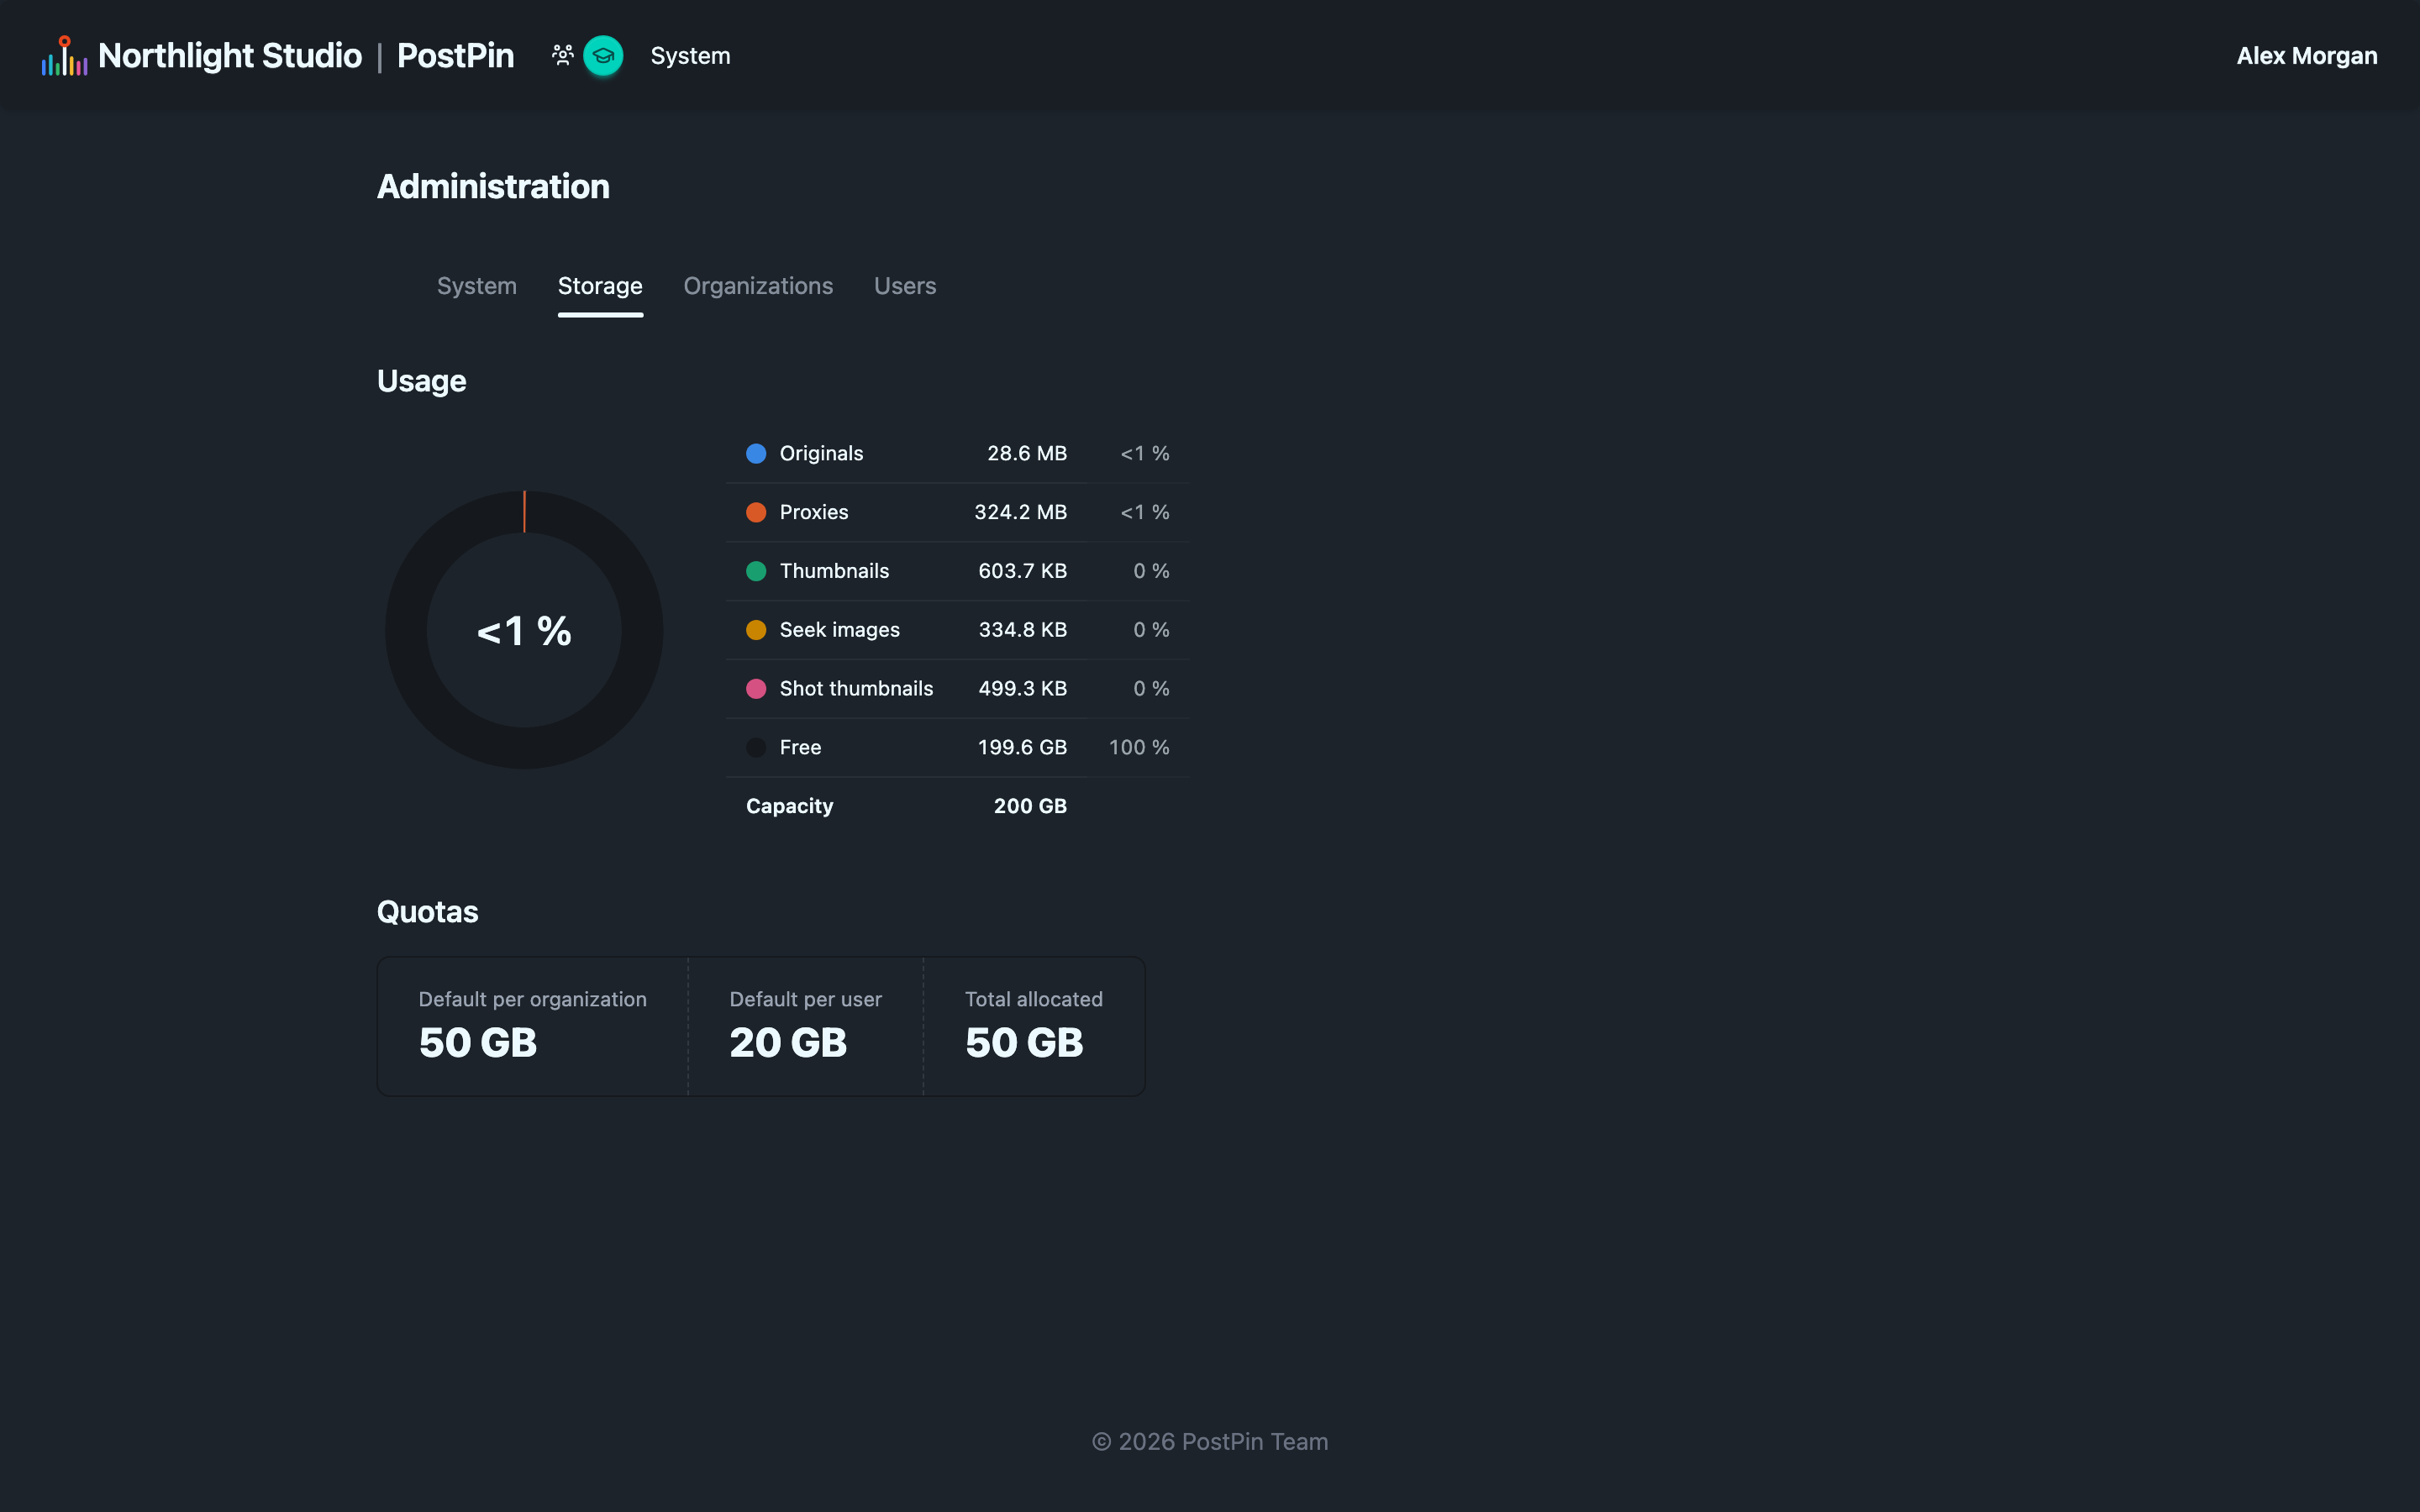 Northlight Studio | PostPin System Alex Morgan
Administration
System Storage Organizations Users
Usage
<1 %
Originals 28.6 MB <1 %
Proxies 324.2 MB <1 %
Thumbnails 603.7 KB 0 %
Seek images 334.8 KB 0 %
Shot thumbnails 499.3 KB 0 %
Free 199.6 GB 100 %
Capacity 200 GB
Quotas
Default per organization Default per user Total allocated
50 GB 20 GB 50 GB
© 2026 PostPin Team